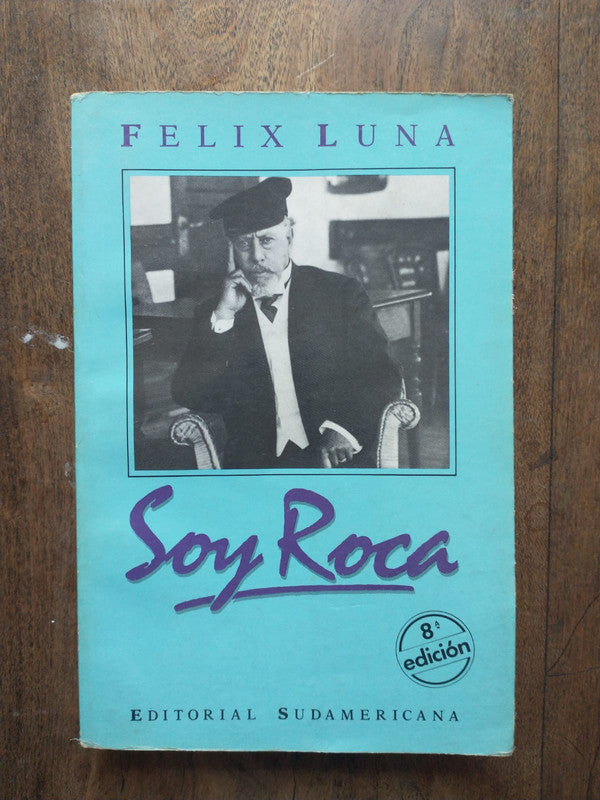 FELIX LUNA
Soy Roca
8ª
edición
EDITORIAL SUDAMERICANA